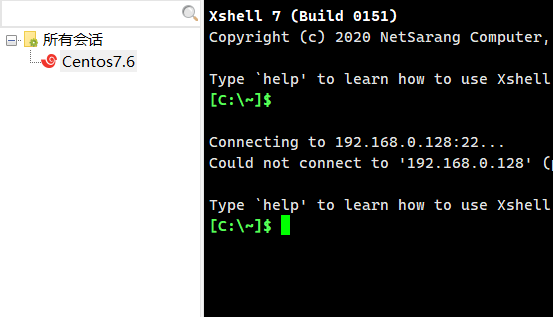 所有会话
Centos7.6
Xshell 7 (Build 0151)
Copyright (c) 2020 NetSarang Computer,
Type `help' to learn how to use Xshell
[C:\~]$
Connecting to 192.168.0.128:22...
Could not connect to '192.168.0.128' (
Type `help' to learn how to use Xshell
[C:\~]$